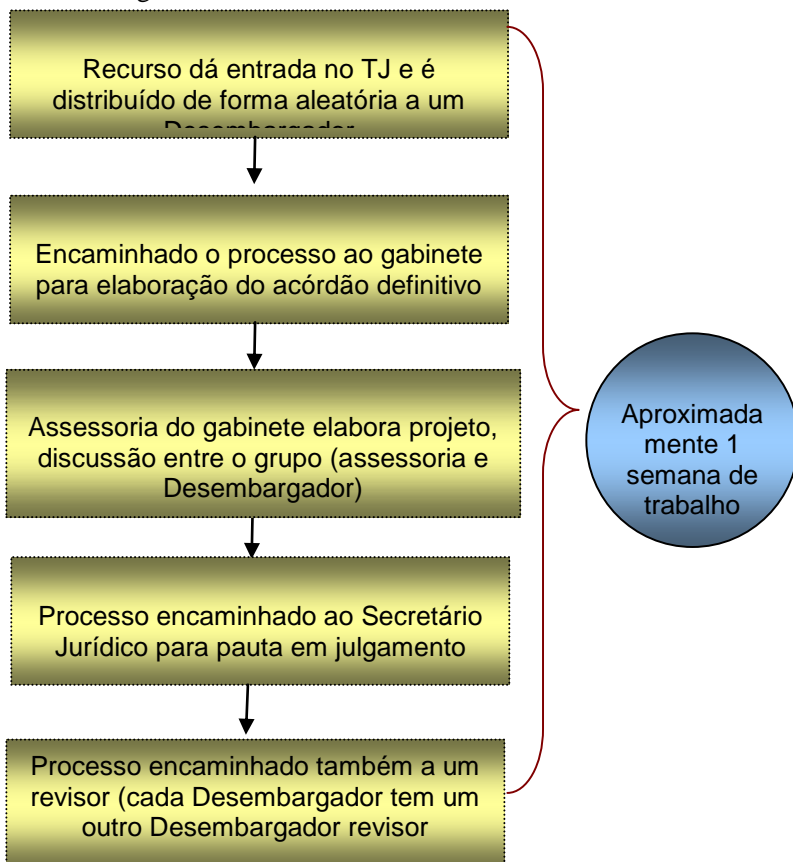 Recurso dá entrada no TJ e é
distribuído de forma aleatória a um
Desembargador
Encaminhado o processo ao gabinete
para elaboração do acórdão definitivo
Assessoria do gabinete elabora projeto,
discussão entre o grupo (assessoria e
Desembargador)
Processo encaminhado ao Secretário
Jurídico para pauta em julgamento
Processo encaminhado também a um
revisor (cada Desembargador tem um
outro Desembargador revisor
Aproximada
mente 1
semana de
trabalho